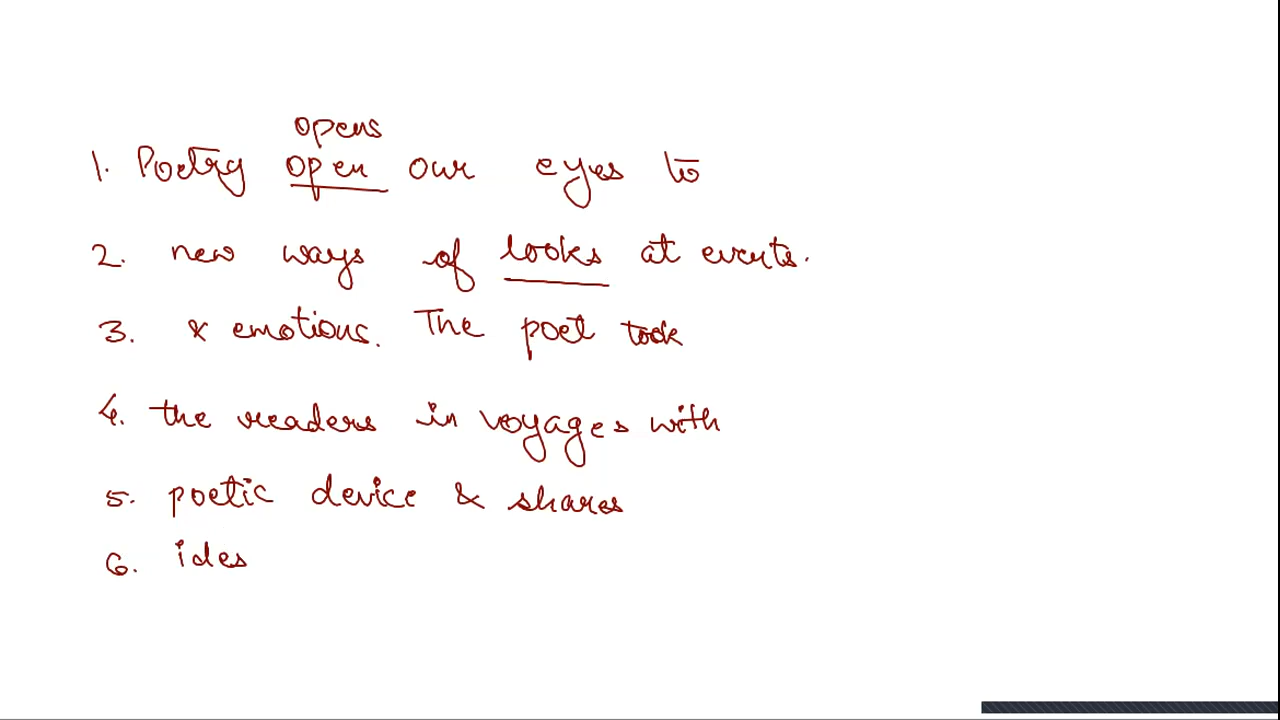 opens
1. Poetry open our eyes to
2. new ways of looks at events.
3. & emotions. The poet took
4. the readers in voyages with
5. poetic device & shares
6. ides